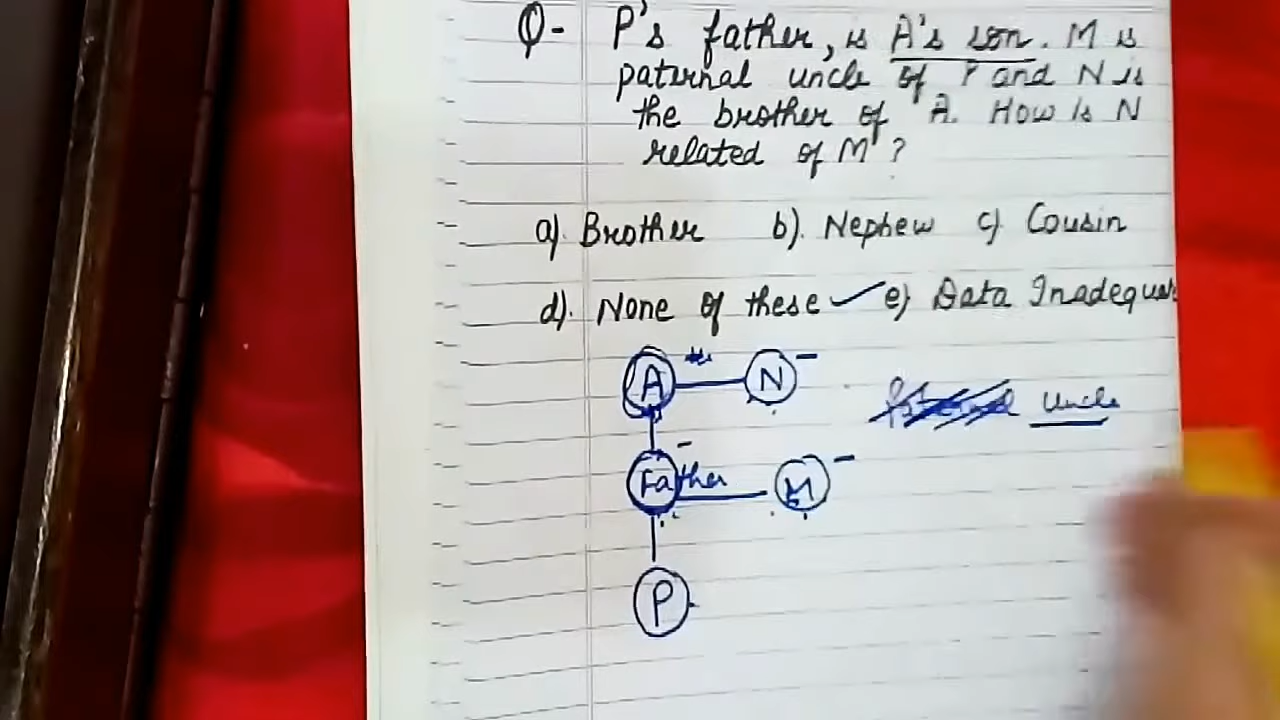 Q- P's father, is A's son. M is
paternal uncle of P and N is
the brother of A. How is N
related of M ?
a). Brother b). Nephew c). Cousin
d). None of these e) Data Inadequa
A N
Uncle
Father M
P